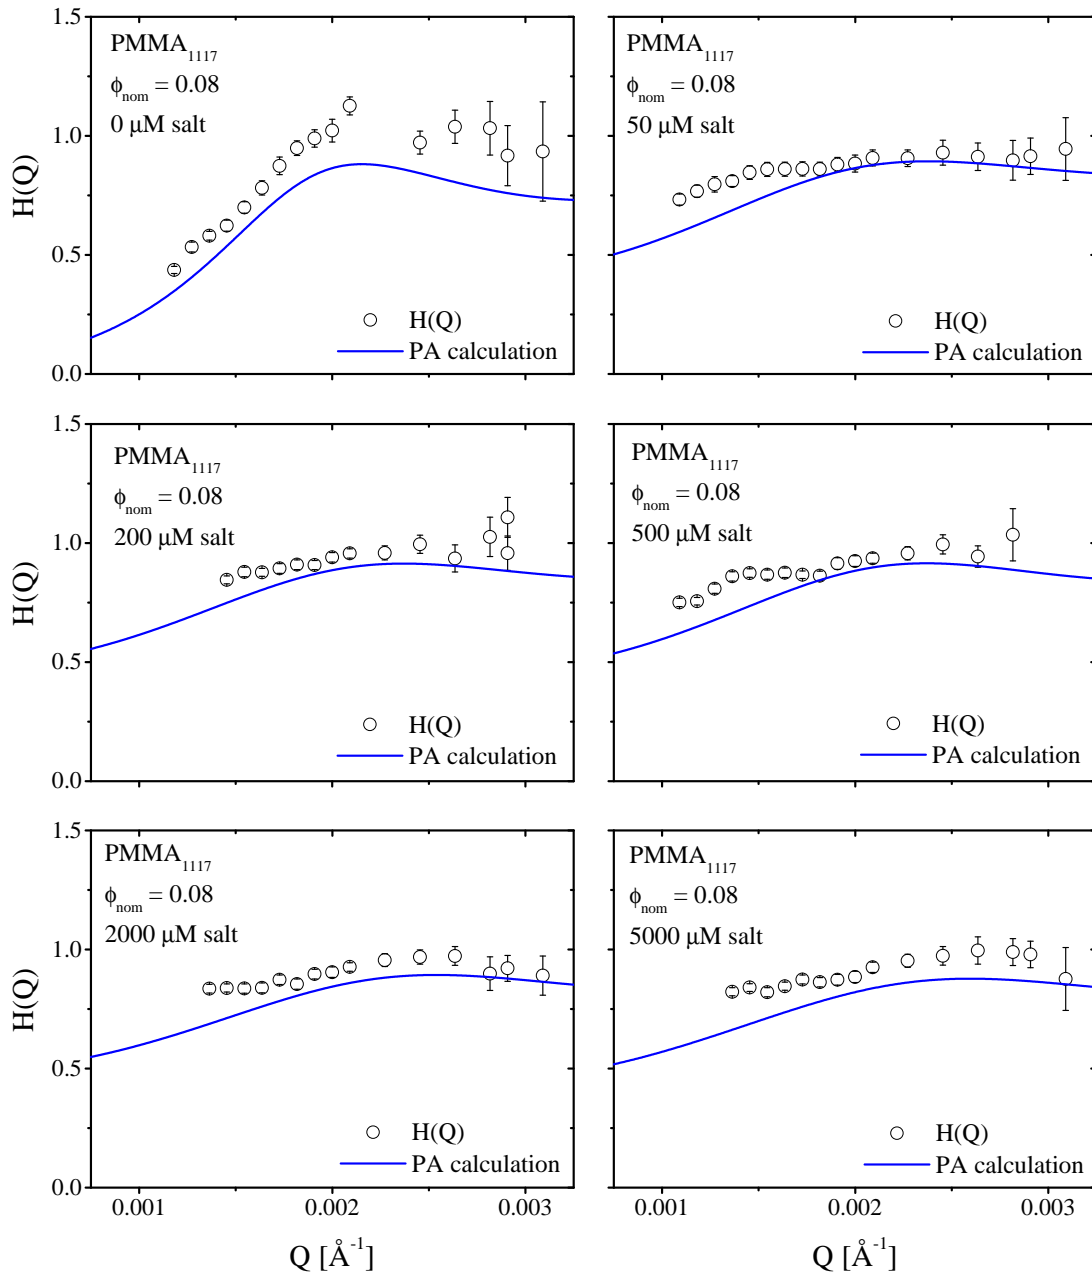 PMMA1117
ϕnom = 0.08
0 μM salt
H(Q)
PA calculation
PMMA1117
ϕnom = 0.08
50 μM salt
H(Q)
PA calculation
1.5
1.0
0.5
0.0
H(Q)
PMMA1117
ϕnom = 0.08
200 μM salt
H(Q)
PA calculation
PMMA1117
ϕnom = 0.08
500 μM salt
H(Q)
PA calculation
1.5
1.0
0.5
0.0
H(Q)
PMMA1117
ϕnom = 0.08
2000 μM salt
H(Q)
PA calculation
PMMA1117
ϕnom = 0.08
5000 μM salt
H(Q)
PA calculation
1.5
1.0
0.5
0.0
H(Q)
0.001 0.002 0.003
0.001 0.002 0.003
Q [Å-1]
Q [Å-1]